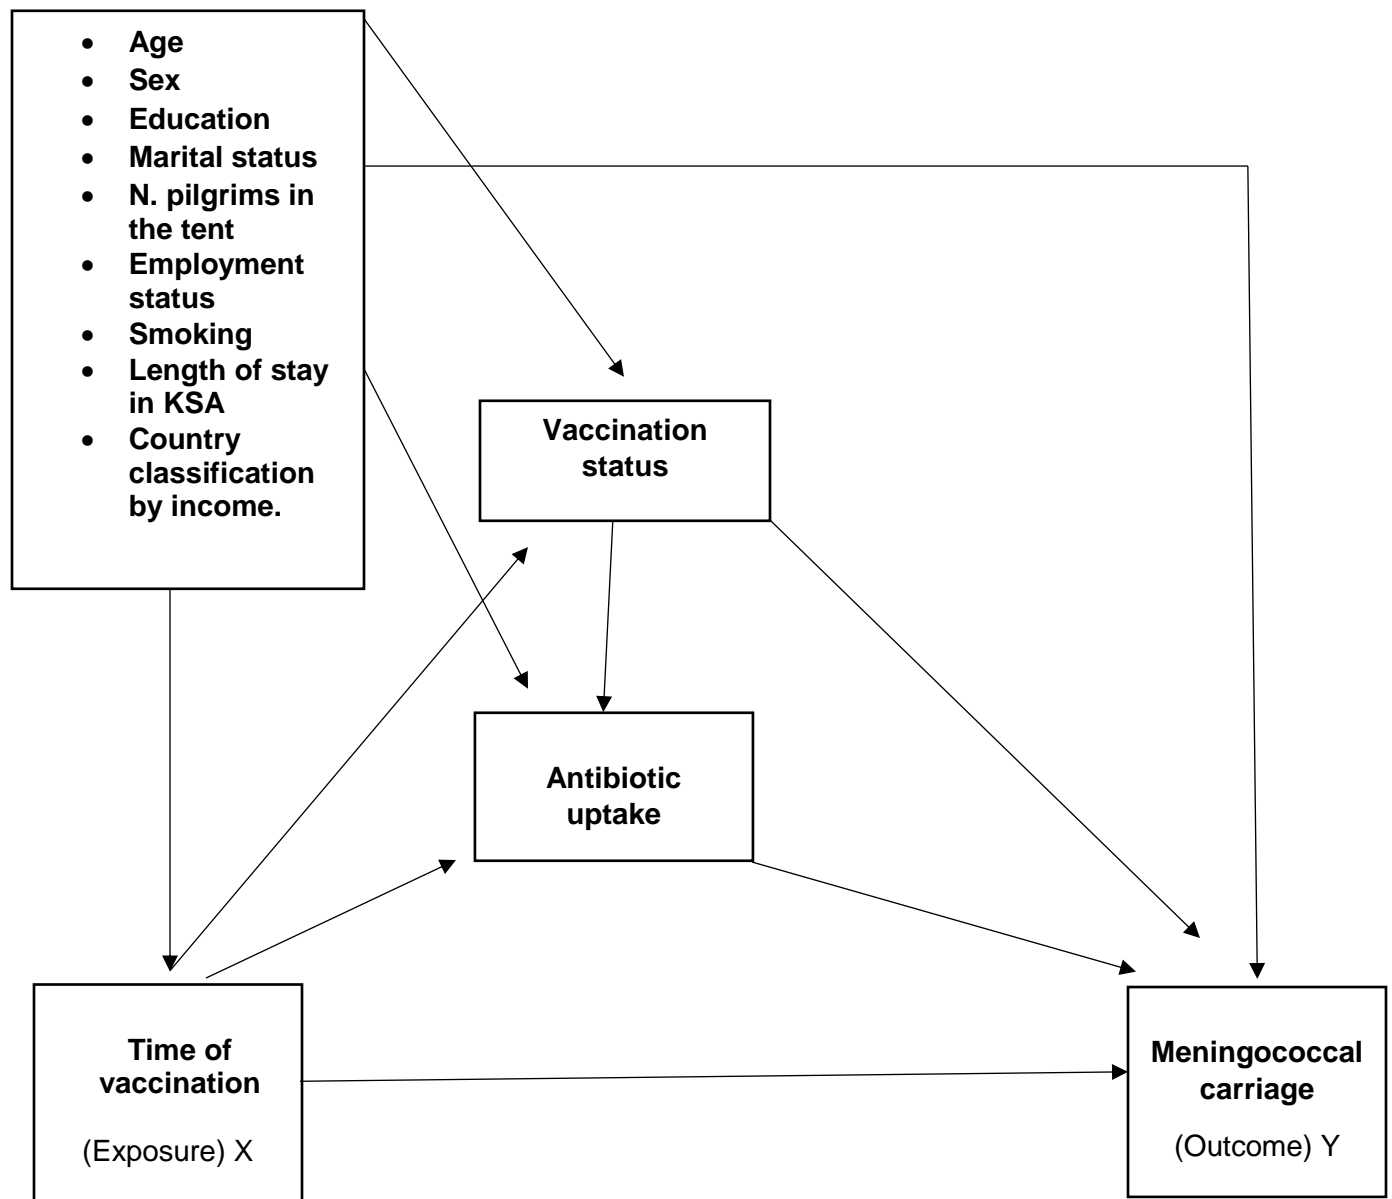 • Age
• Sex
• Education
• Marital status
• N. pilgrims in
the tent
• Employment
status
• Smoking
• Length of stay
in KSA
• Country
classification
by income.
Vaccination
status
Antibiotic
uptake
Time of
vaccination
(Exposure) X
Meningococcal
carriage
(Outcome) Y